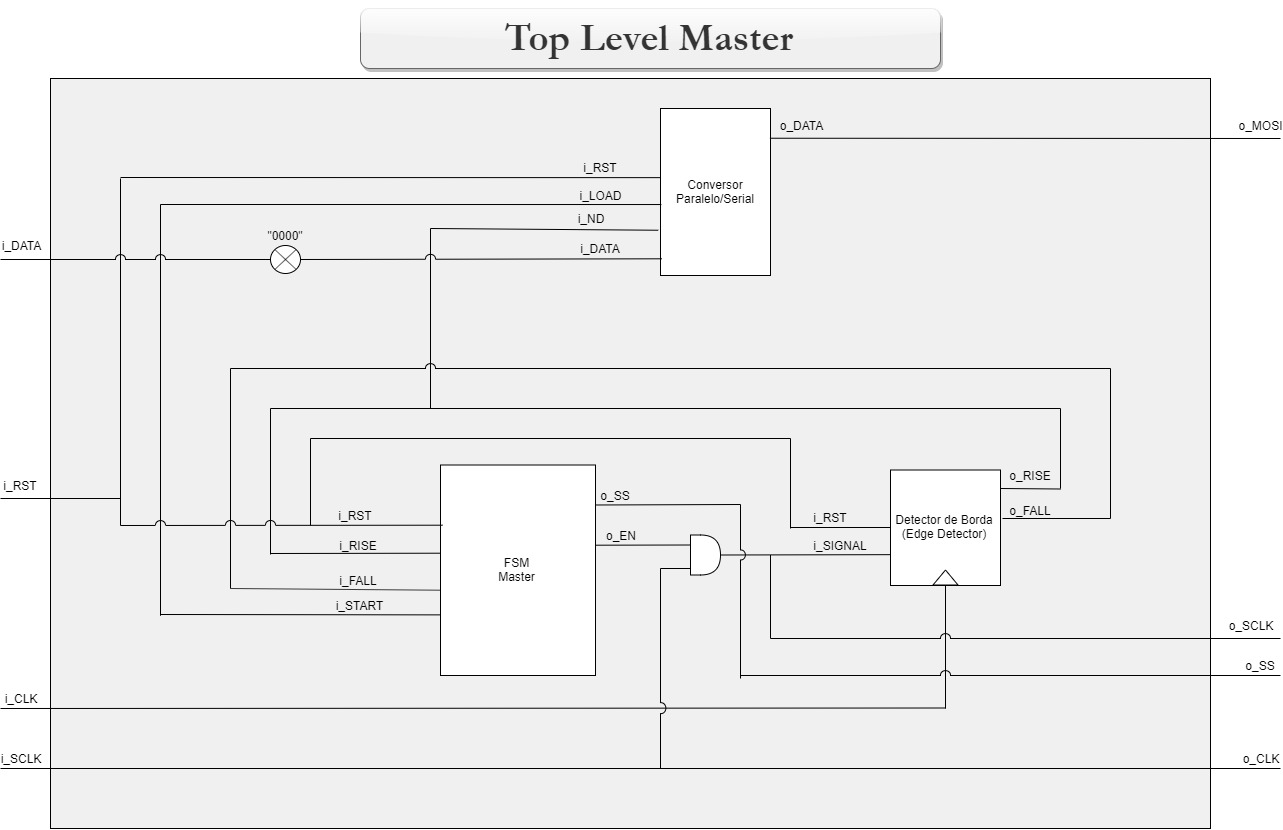 Top Level Master
o_DATA
o_MOSI
i_RST
i_LOAD
i_ND
i_DATA
Conversor
Paralelo/Serial
i_DATA
"0000"
i_RST
i_RST
i_RISE
i_FALL
i_START
FSM
Master
o_SS
o_EN
i_RST
i_SIGNAL
Detector de Borda
(Edge Detector)
o_RISE
o_FALL
o_SCLK
o_SS
i_CLK
i_SCLK
o_CLK